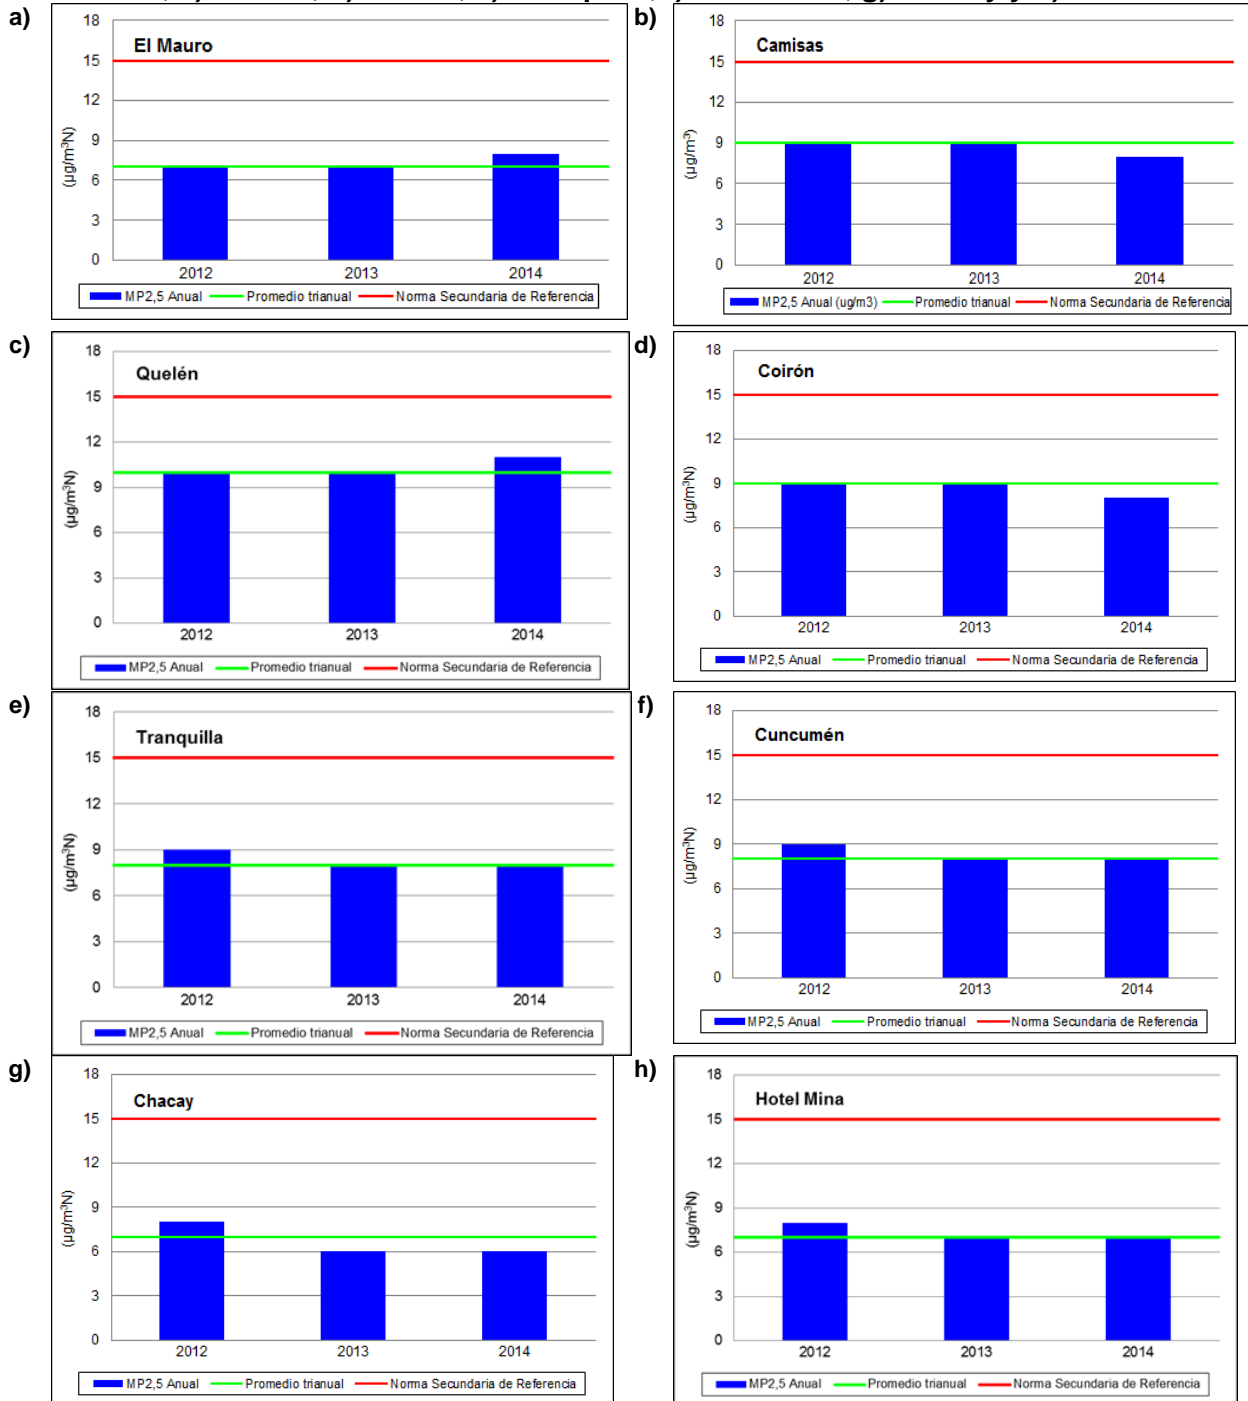 a)
El Mauro
18
15
12
9
6
3
0
(µg/m³N)
2012 2013 2014
MP2,5 Anual Promedio trianual Norma Secundaria de Referencia
b)
Camisas
18
15
12
9
6
3
0
(µg/m³)
2012 2013 2014
MP2,5 Anual (ug/m3) Promedio trianual Norma Secundaria de Referencia
c)
Quelén
18
15
12
9
6
3
0
(µg/m³N)
2012 2013 2014
MP2,5 Anual Promedio trianual Norma Secundaria de Referencia
d)
Coirón
18
15
12
9
6
3
0
(µg/m³N)
2012 2013 2014
MP2,5 Anual Promedio trianual Norma Secundaria de Referencia
e)
Tranquilla
18
15
12
9
6
3
0
(µg/m³N)
2012 2013 2014
MP2,5 Anual Promedio trianual Norma Secundaria de Referencia
f)
Cuncumén
18
15
12
9
6
3
0
(µg/m³N)
2012 2013 2014
MP2,5 Anual Promedio trianual Norma Secundaria de Referencia
g)
Chacay
18
15
12
9
6
3
0
(µg/m³N)
2012 2013 2014
MP2,5 Anual Promedio trianual Norma Secundaria de Referencia
h)
Hotel Mina
18
15
12
9
6
3
0
(µg/m³N)
2012 2013 2014
MP2,5 Anual Promedio trianual Norma Secundaria de Referencia